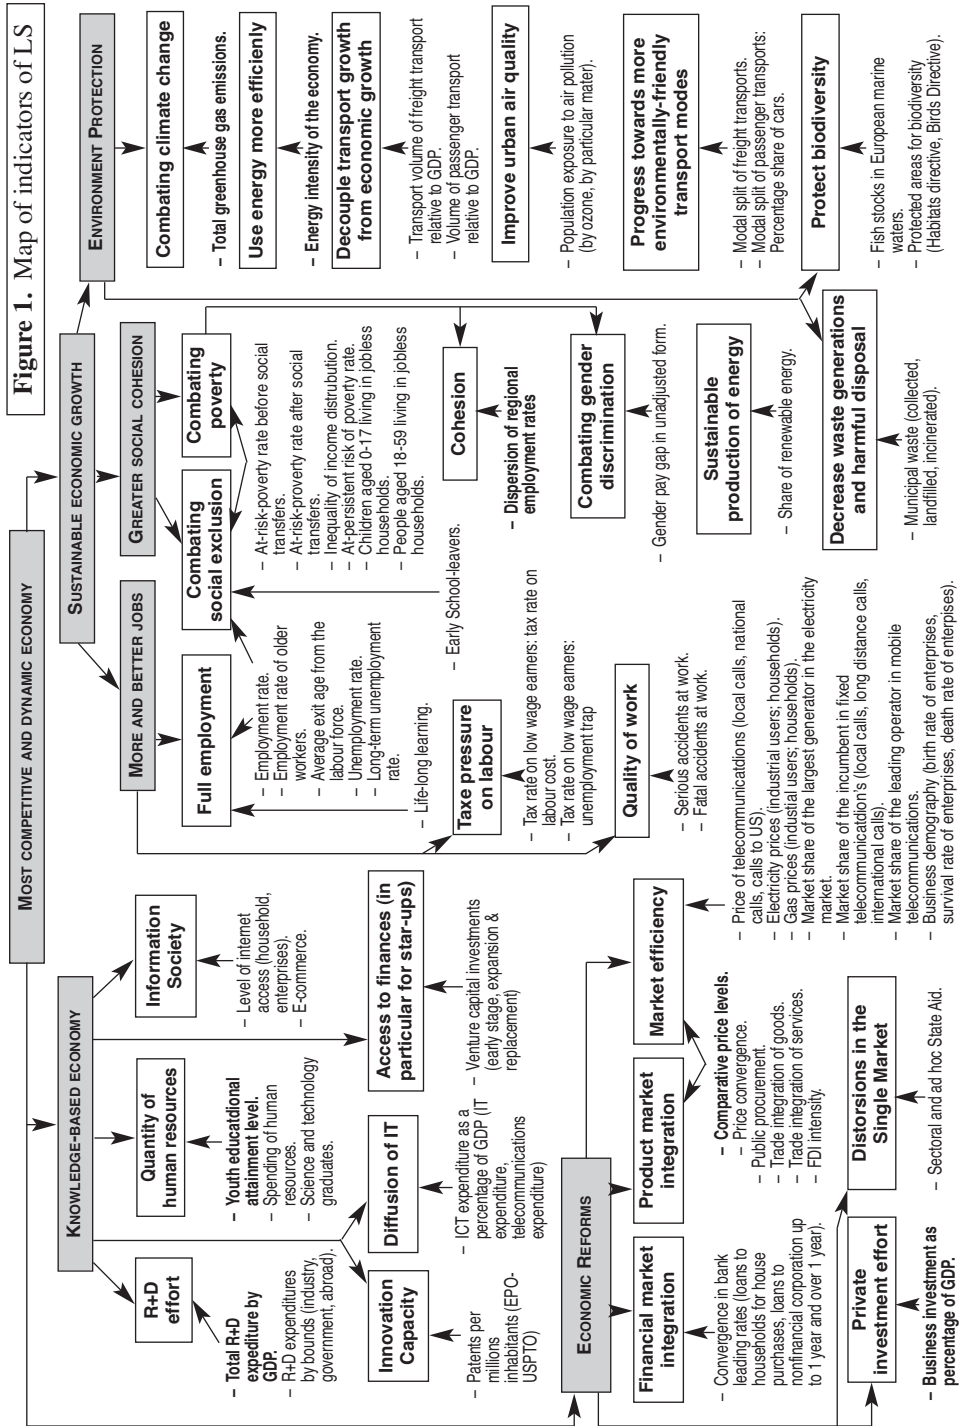 Figure 1. Map of indicators of LS
MOST COMPETITIVE AND DYNAMIC ECONOMY
KNOWLEDGE-BASED ECONOMY
R+D
effort
– Total R+D
expediture by
GDP.
– R+D expenditures
by bounds (industry,
government, abroad).
Quantity of
human resources
– Youth educational
attainment level.
– Spending of human
resources.
– Science and technology
graduates.
Information
Society
– Level of internet
access (household,
enterprises).
– E-commerce.
Innovation
Capacity
– Patents per
millions
inhabitants (EPO-
USPTO)
Diffusion of IT
– ICT expenditure as a
percentage of GDP (IT
expenditure,
telecommunications
expenditure)
Access to finances (in
particular for star-ups)
– Venture capital investments
(early stage, expansion &
replacement)
ECONOMIC REFORMS
Financial market
integration
– Convergence in bank
leading rates (loans to
households for house
purchases, loans to
nonfinancial corporation up
to 1 year and over 1 year).
Product market
integration
Market efficiency
– Comparative price levels.
– Price convergence.
– Public procurement.
– Trade integration of goods.
– Trade integration of services.
– FDI intensity.
– Price of telecommunicatdions (local calls, national
calls, calls to US).
– Electricity prices (industrial users; households).
– Gas prices (industial users; households).
– Market share of the largest generator in the electricity
market.
– Market share of the incumbent in fixed
telecommunicatdion's (local calls, long distance calls,
international calls).
– Market share of the leading operator in mobile
telecommunications.
– Business demography (birth rate of enterprises,
survival rate of enterprises, death rate of enterpises).
Private
investment effort
– Business investment as
percentage of GDP.
Distorsions in the
Single Market
– Sectoral and ad hoc State Aid.
SUSTAINABLE ECONOMIC GROWTH
MORE AND BETTER JOBS
Full employment
– Employment rate.
– Employment rate of older
workers.
– Average exit age from the
labour force.
– Unemployment rate.
– Long-term unemployment
rate.
– Life-long learning.
Taxe pressure
on labour
– Tax rate on low wage earners: tax rate on
labour cost.
– Tax rate on low wage earners:
unemployment trap
Quality of work
– Serious accidents at work.
– Fatal accidents at work.
GREATER SOCIAL COHESION
Combating
social exclusion
Combating
poverty
– At-risk-poverty rate before social
transfers.
– At-risk-proverty rate after social
transfers.
– Inequality of income distrubution.
– At-persistent risk of poverty rate.
– Children aged 0-17 living in jobless
households.
– People aged 18-59 living in jobless
households.
– Early School-leavers.
Cohesion
– Dispersion of regional
employment rates
Combating gender
discrimination
– Gender pay gap in unadjusted form.
ENVIRONMENT PROTECTION
Combating climate change
– Total greenhouse gas emissions.
Use energy more efficienly
– Energy intensity of the economy.
Decouple transport growth
from economic growth
– Transport volume of freight transport
relative to GDP.
– Volume of passenger transport
relative to GDP.
Improve urban air quality
– Population exposure to air pollution
(by ozone, by particular mater).
Progress towards more
environmentally-friendly
transport modes
– Modal split of freight transports.
– Modal split of passenger transports:
Percentage share of cars.
Protect biodiversity
– Fish stocks in European marine
waters.
– Protected areas for biodiversity
(Habitats directive, Birds Directive).
Sustainable
production of energy
– Share of renewable energy.
Decrease waste generations
and harmful disposal
– Municipal waste (collected,
landfilled, incinerated).